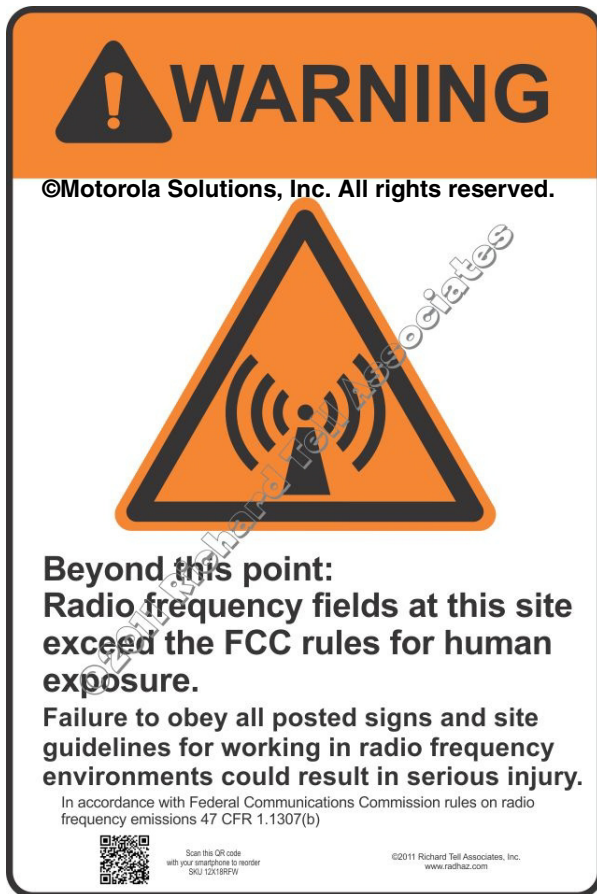 WARNING
©Motorola Solutions, Inc. All rights reserved.
©2011 Richard Tell Associates
Beyond this point:
Radio frequency fields at this site
exceed the FCC rules for human
exposure.
Failure to obey all posted signs and site
guidelines for working in radio frequency
environments could result in serious injury.
In accordance with Federal Communications Commission rules on radio
frequency emissions 47 CFR 1.1307(b)
Scan this QR code
with your smartphone to reorder
SKU 12X18RFW
©2011 Richard Tell Associates, Inc.
www.radhaz.com